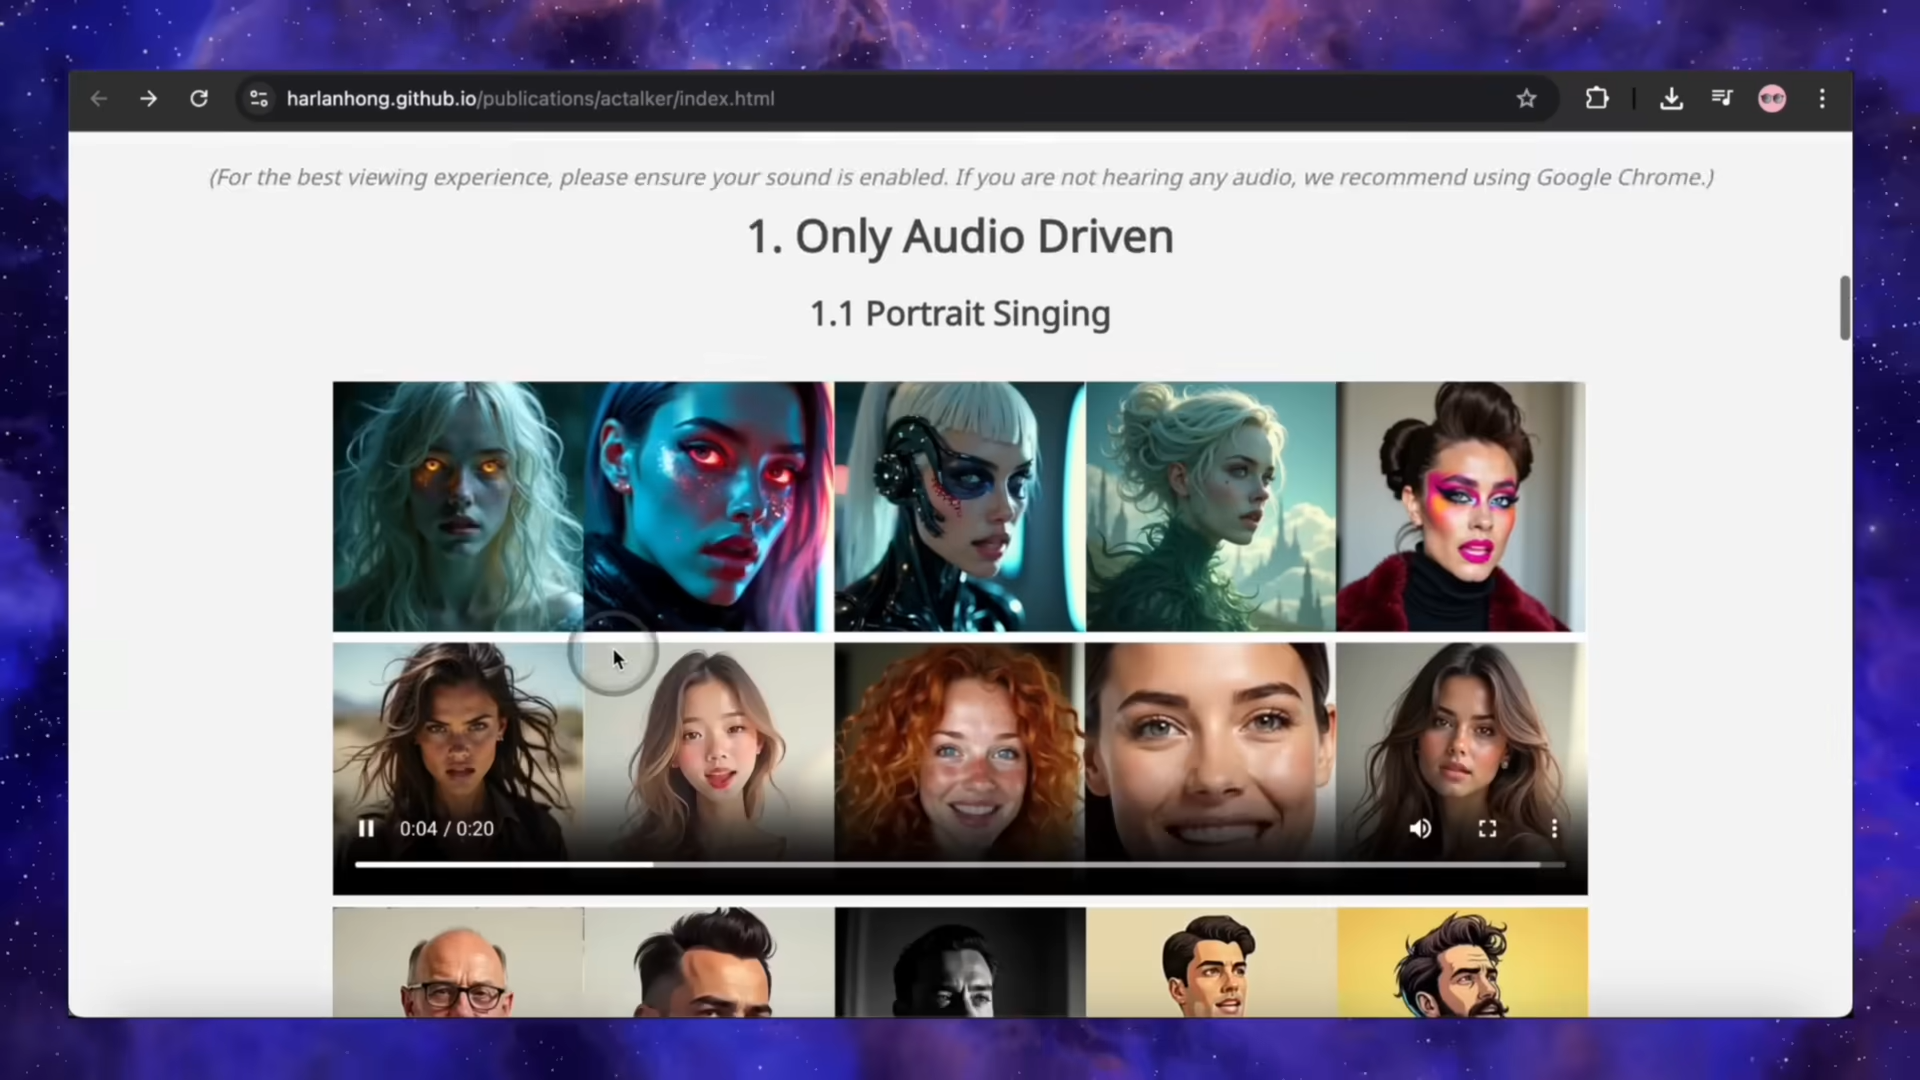 harlanhong.github.io/publications/actalker/index.html
(For the best viewing experience, please ensure your sound is enabled. If you are not hearing any audio, we recommend using Google Chrome.)
1. Only Audio Driven
1.1 Portrait Singing
0:04 / 0:20